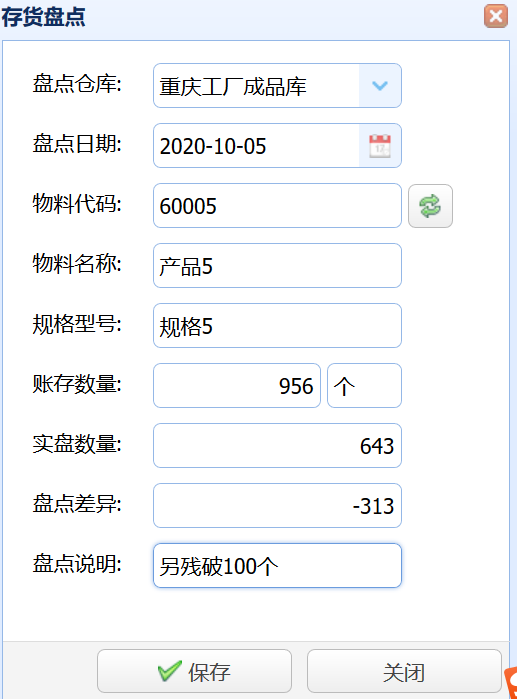 存货盘点
盘点仓库: 重庆工厂成品库
盘点日期: 2020-10-05
物料代码: 60005
物料名称: 产品5
规格型号: 规格5
账存数量: 956 个
实盘数量: 643
盘点差异: -313
盘点说明: 另残破100个
保存 关闭